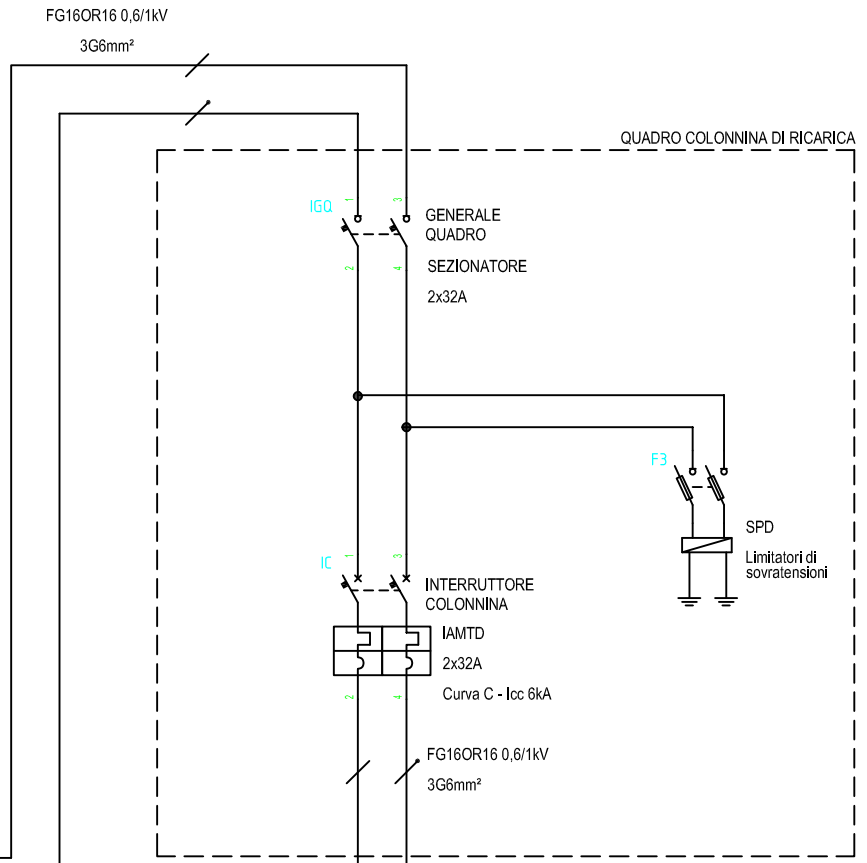 FG16OR16 0,6/1kV
3G6mm²
QUADRO COLONNINA DI RICARICA
IGQ
1
3
GENERALE
QUADRO
2
4
SEZIONATORE
2x32A
F3
SPD
Limitatori di
sovratensioni
IC
1
3
INTERRUTTORE
COLONNINA
IAMTD
2x32A
2
4
Curva C - Icc 6kA
FG16OR16 0,6/1kV
3G6mm²